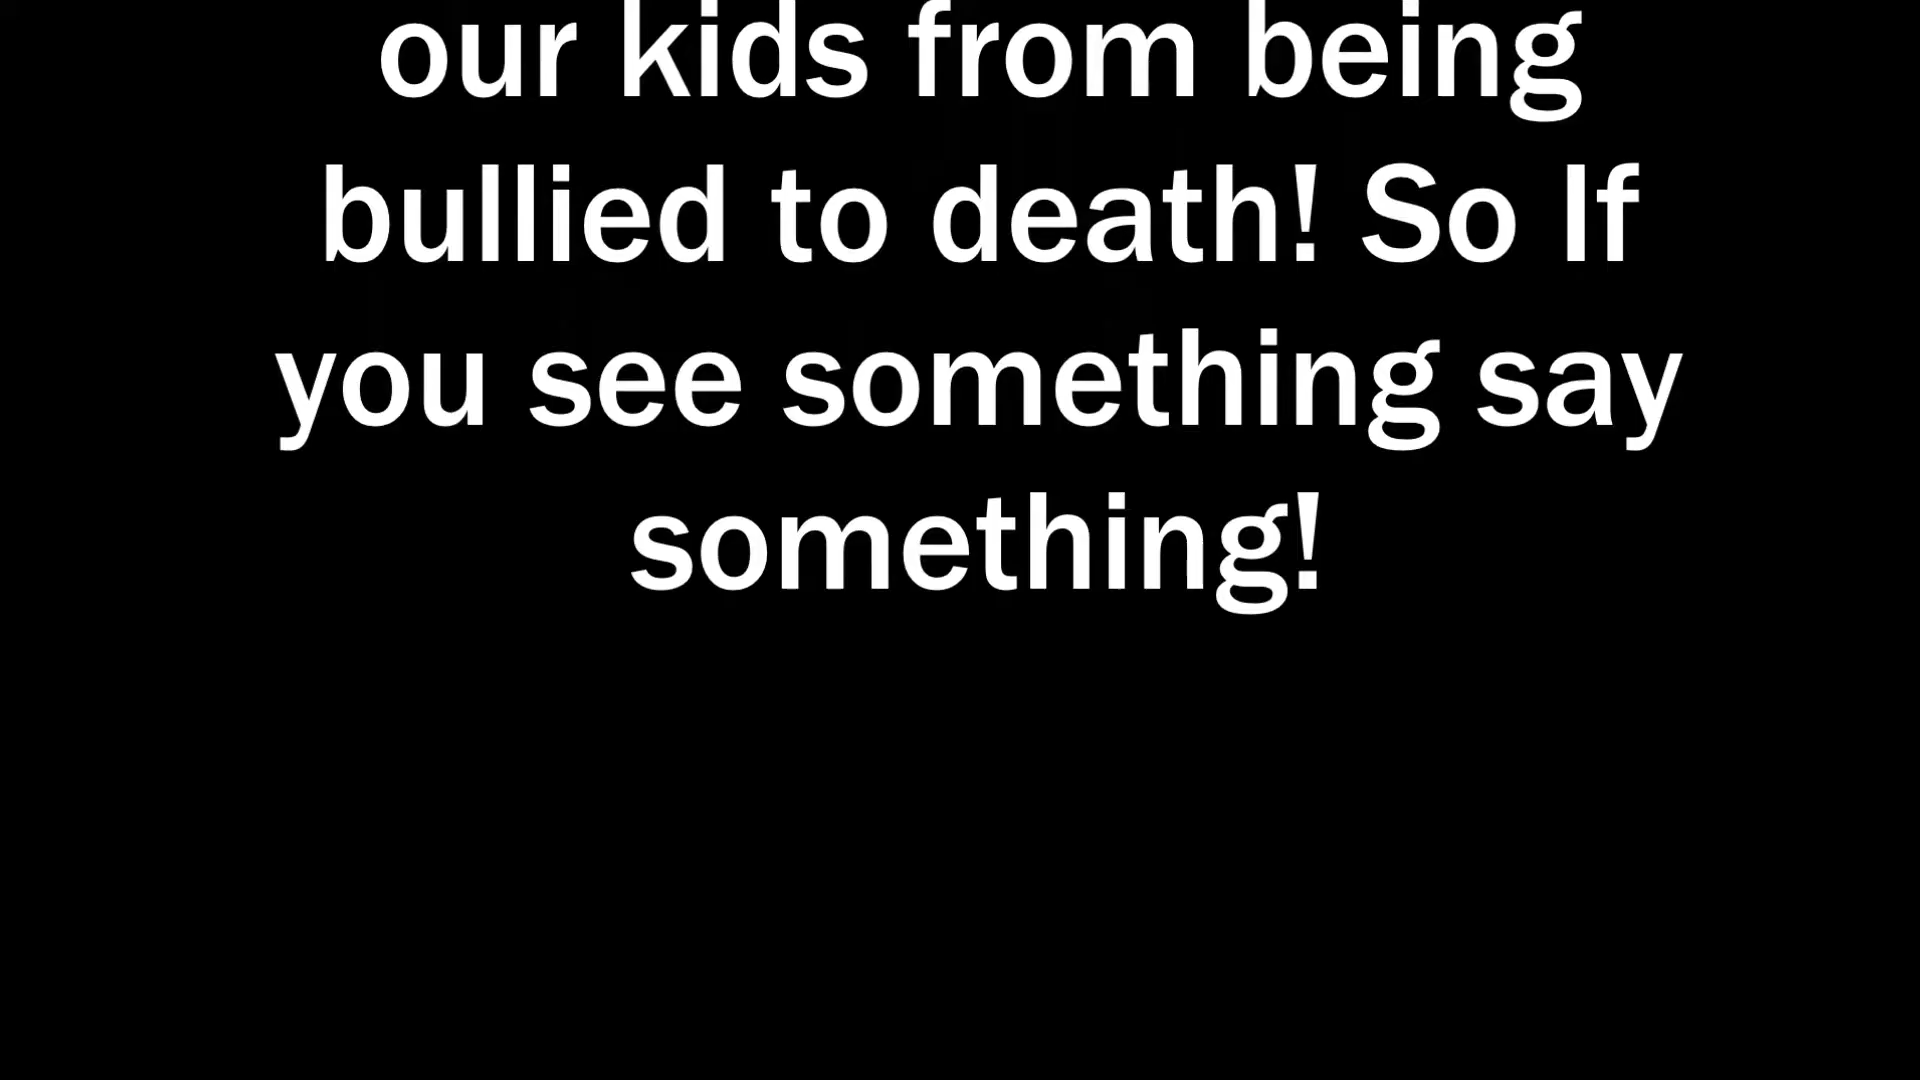 our kids from being
bullied to death! So If
you see something say
something!